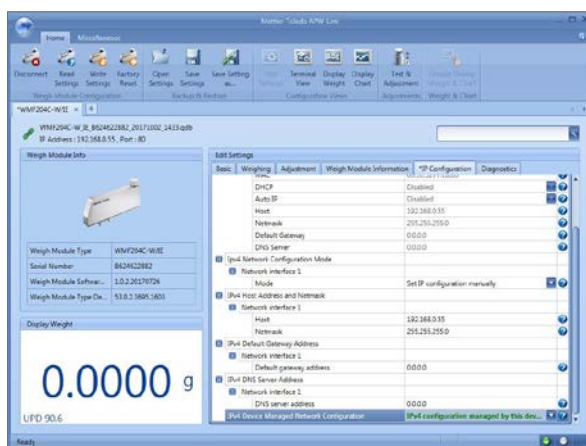 Mettler Toledo APW Link
Home Miscellaneous
Disconnect Read Settings Write Settings Factory Reset Open Settings Save Settings Save Setting as... Terminal View Display Weight Display Chart Test & Adjustment
Weigh Module Configuration Backup & Restore Configuration Views Adjustments Weight & Chart
*WMF204C-W/IE
WMF204C-W_IE_B624622882_20171002_1433.qdb
IP Address : 192.168.0.55, Port : 80
Weigh Module Info
Weigh Module Type WMF204C-W/IE
Serial Number B624622882
Weigh Module Softwar... 1.0.2.20170726
Weigh Module Type De... 53.0.2.3695.1603
Display Weight
0.0000 g
UPD 90.6
Edit Settings
Basic Weighing Adjustment Weigh Module Information *IP Configuration Diagnostics
MAC
DHCP Disabled
Auto IP Disabled
Host 192.168.0.55
Netmask 255.255.255.0
Default Gateway 0.0.0.0
DNS Server 0.0.0.0
IPv4 Network Configuration Mode
Network interface 1
Mode Set IP configuration manually
IPv4 Host Address and Netmask
Network interface 1
Host 192.168.0.55
Netmask 255.255.255.0
IPv4 Default Gateway Address
Network interface 1
Default gateway address 0.0.0.0
IPv4 DNS Server Address
Network interface 1
DNS server address 0.0.0.0
IPv4 Device Managed Network Configuration IPv4 configuration managed by this dev...
Ready